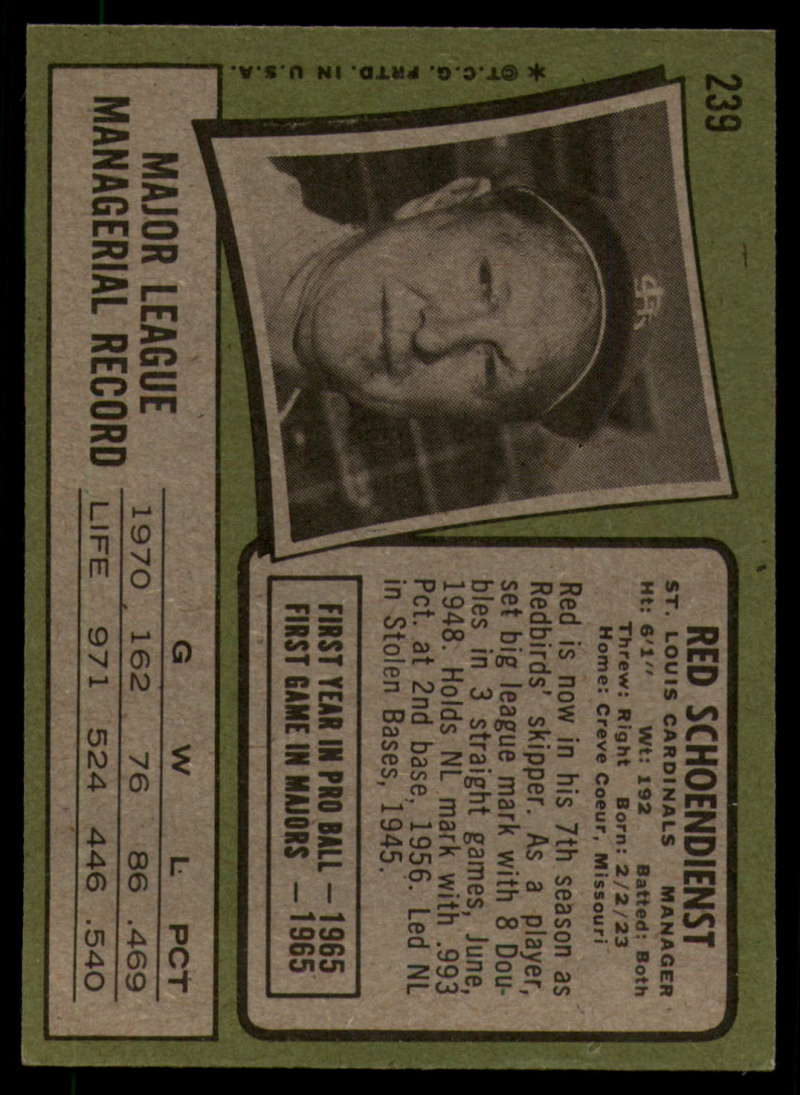 239
*©T.C.G. PRTD. IN U.S.A.
RED SCHOENDIENST
ST. LOUIS CARDINALS MANAGER
Ht: 6'1" Wt: 192 Batted: Both
Threw: Right Born: 2/2/23
Home: Creve Coeur, Missouri
Red is now in his 7th season as
Redbirds' skipper. As a player,
set big league mark with 8 Dou-
bles in 3 straight games, June,
1948. Holds NL mark with .993
Pct. at 2nd base, 1956. Led NL
in Stolen Bases, 1945.
FIRST YEAR IN PRO BALL — 1965
FIRST GAME IN MAJORS — 1965
MAJOR LEAGUE
MANAGERIAL RECORD
G W L PCT
1970 162 76 86 .469
LIFE 971 524 446 .540